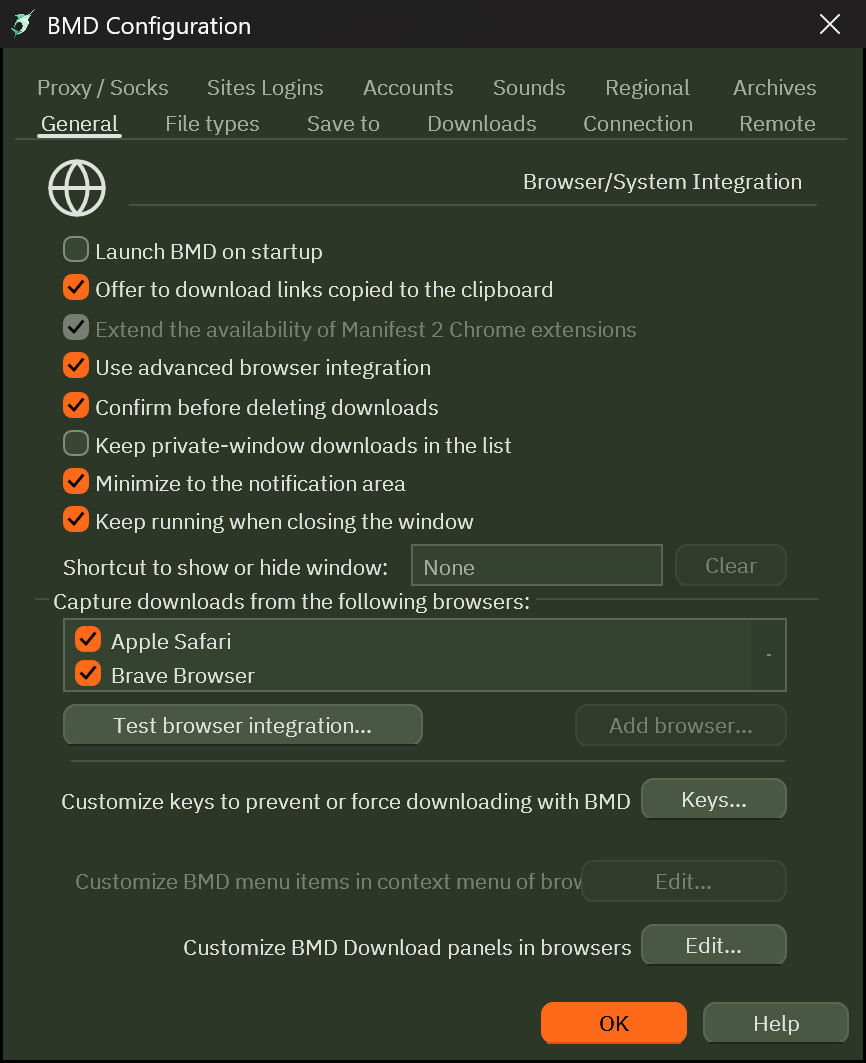 BMD Configuration
Proxy / Socks Sites Logins Accounts Sounds Regional Archives
General File types Save to Downloads Connection Remote
Browser/System Integration
Launch BMD on startup
Offer to download links copied to the clipboard
Extend the availability of Manifest 2 Chrome extensions
Use advanced browser integration
Confirm before deleting downloads
Keep private-window downloads in the list
Minimize to the notification area
Keep running when closing the window
Shortcut to show or hide window: None Clear
Capture downloads from the following browsers:
Apple Safari
Brave Browser
Test browser integration... Add browser...
Customize keys to prevent or force downloading with BMD Keys...
Customize BMD menu items in context menu of brow Edit...
Customize BMD Download panels in browsers Edit...
OK Help